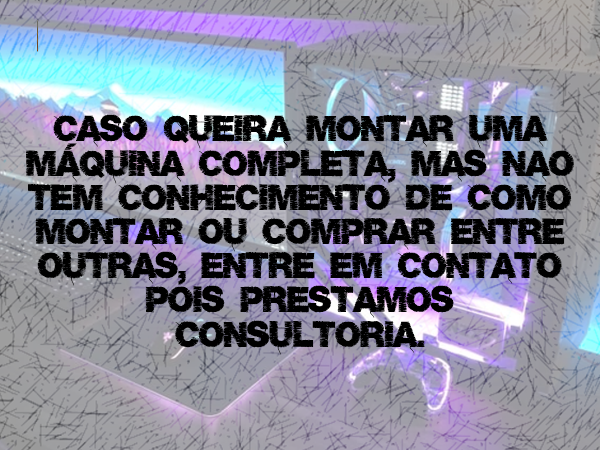 CASO QUEIRA MONTAR UMA
MÁQUINA COMPLETA, MAS NAO
TEM CONHECIMENTO DE COMO
MONTAR OU COMPRAR ENTRE
OUTRAS, ENTRE EM CONTATO
POIS PRESTAMOS
CONSULTORIA.